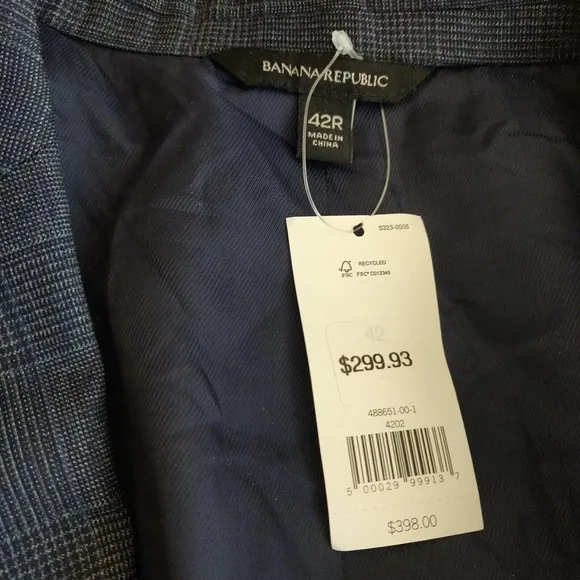 BANANA REPUBLIC
42R
MADE IN
CHINA
S323-0006
RECYCLED
FSC
FSC® C012345
42
$299.93
488651-00-1
4202
5 00029 99913 7
$398.00